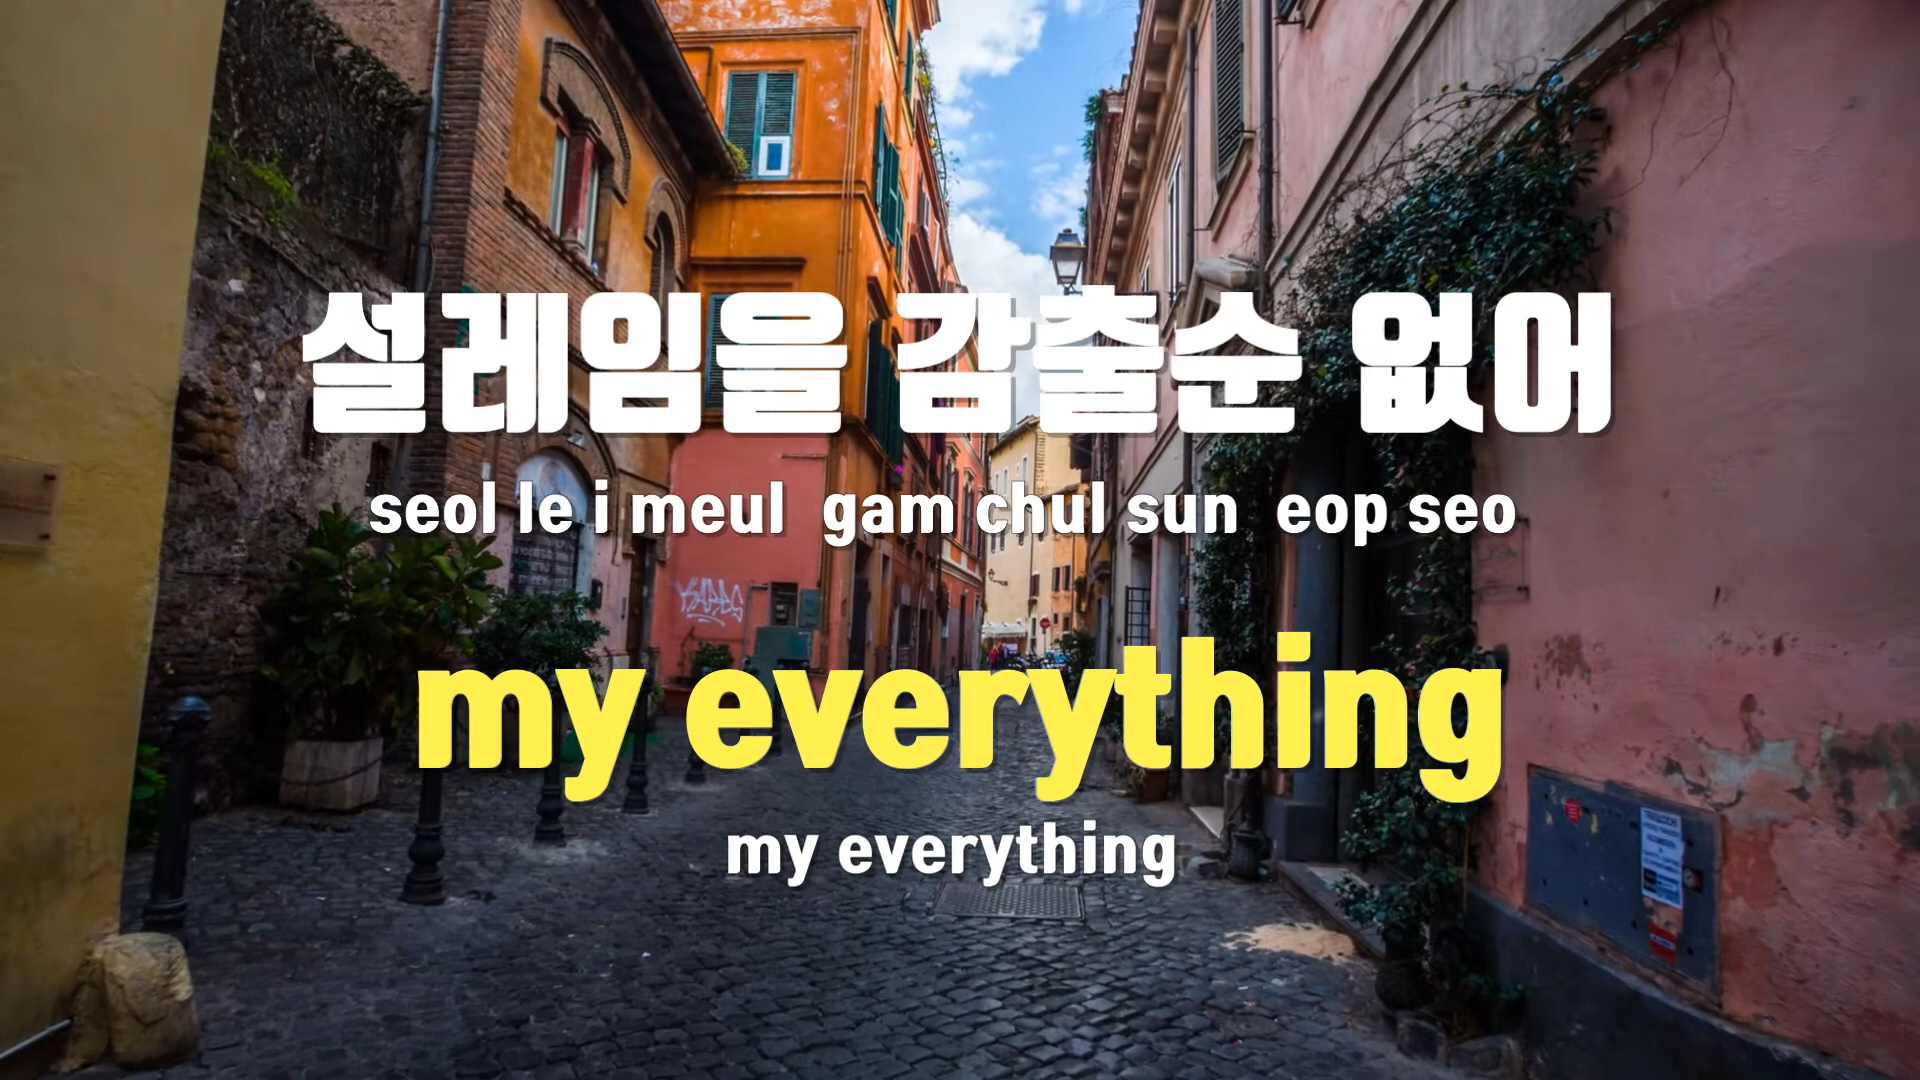 설레임을 감출순 없어
seol le i meul gam chul sun eop seo
my everything
my everything